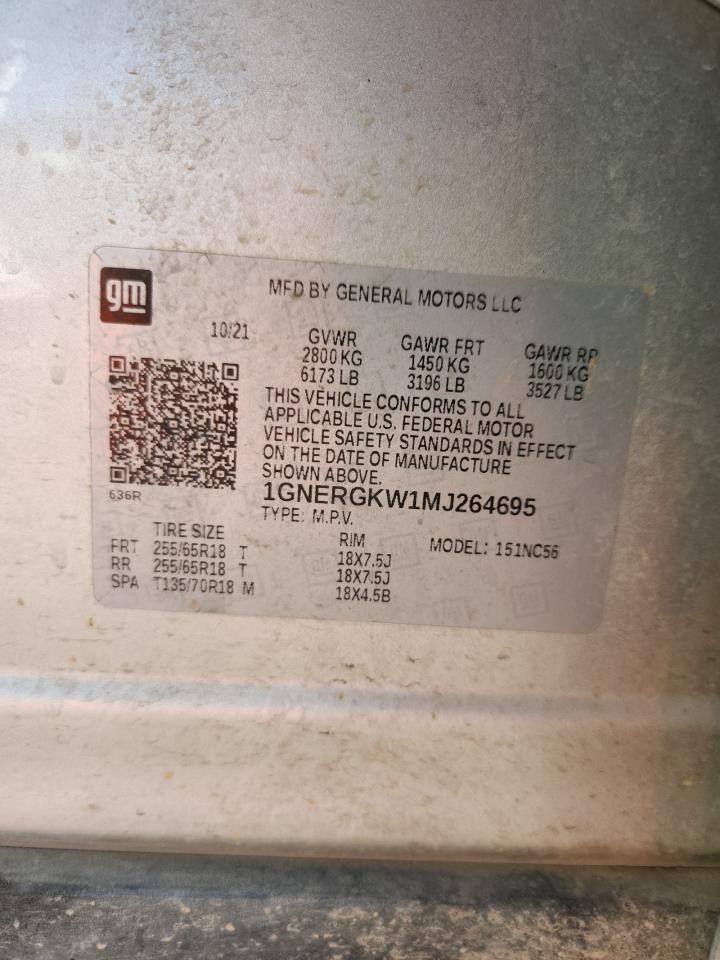 gm
MFD BY GENERAL MOTORS LLC
10/21
GVWR GAWR FRT GAWR RR
2800 KG 1450 KG 1600 KG
6173 LB 3196 LB 3527 LB
THIS VEHICLE CONFORMS TO ALL
APPLICABLE U.S. FEDERAL MOTOR
VEHICLE SAFETY STANDARDS IN EFFECT
ON THE DATE OF MANUFACTURE
SHOWN ABOVE.
636R
1GNERGKW1MJ264695
TYPE: M.P.V.
TIRE SIZE RIM MODEL: 151NC56
FRT 255/65R18 T 18X7.5J
RR 255/65R18 T 18X7.5J
SPA T135/70R18 M 18X4.5B